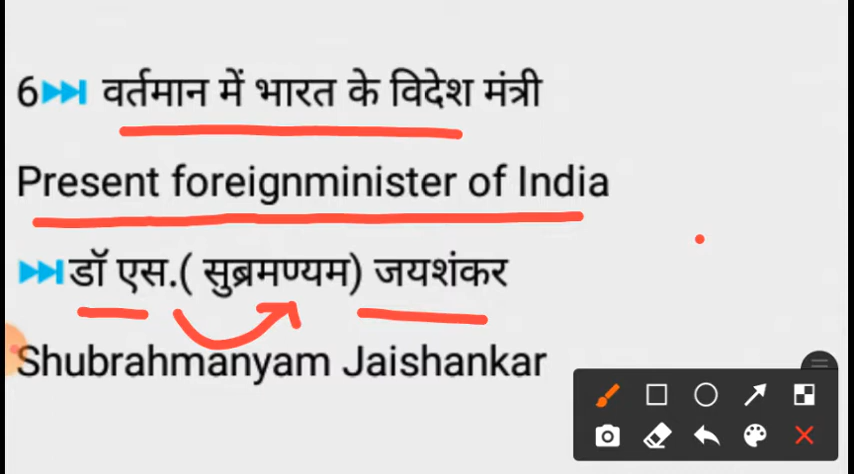 6⏭ वर्तमान में भारत के विदेश मंत्री
Present foreignminister of India
⏭डॉ एस.( सुब्रमण्यम) जयशंकर
Shubrahmanyam Jaishankar